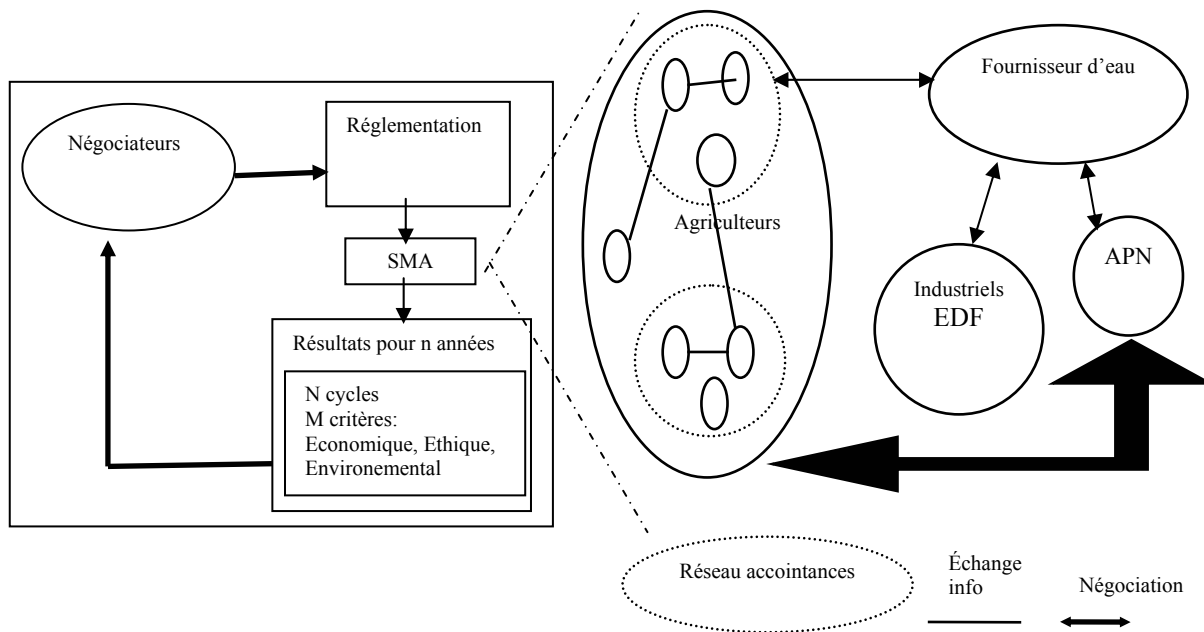 Négociateurs
Réglementation
SMA
Résultats pour n années
N cycles
M critères:
Economique, Ethique,
Environemental
Agriculteurs
Fournisseur d'eau
Industriels
EDF
APN
Réseau accointances
Échange
info
Négociation